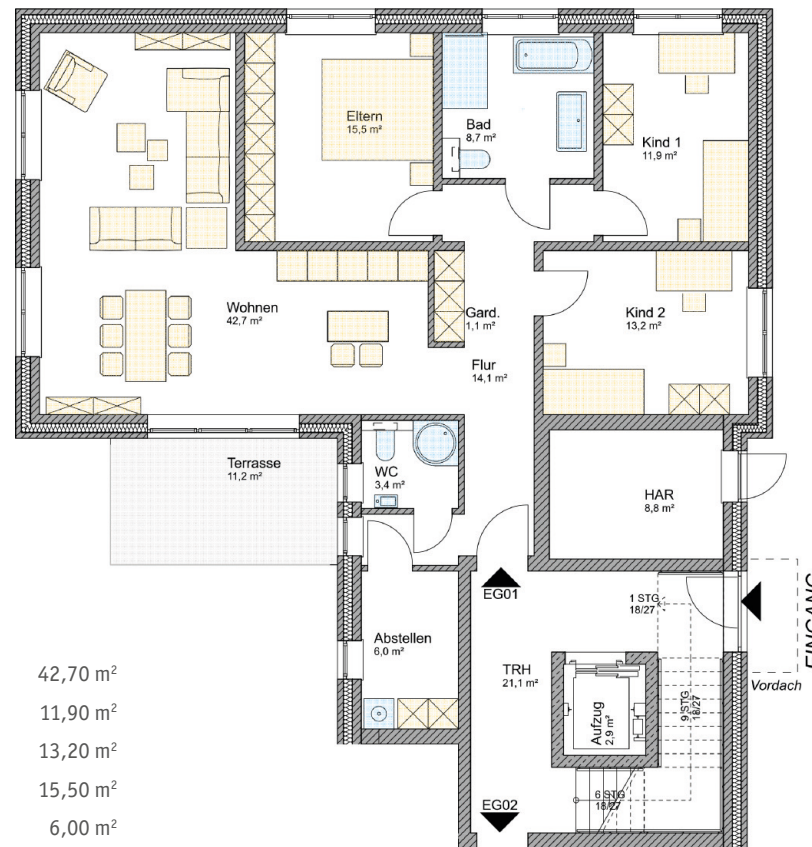 Eltern
15,5 m²
Bad
8,7 m²
Kind 1
11,9 m²
Wohnen
42,7 m²
Gard.
1,1 m²
Kind 2
13,2 m²
Flur
14,1 m²
Terrasse
11,2 m²
WC
3,4 m²
HAR
8,8 m²
EG01
1 STG
18/27
EINGANG
Abstellen
6,0 m²
TRH
21,1 m²
Vordach
Aufzug
2,9 m²
9 STG
18/27
6 STG
18/27
EG02
42,70 m²
11,90 m²
13,20 m²
15,50 m²
6,00 m²